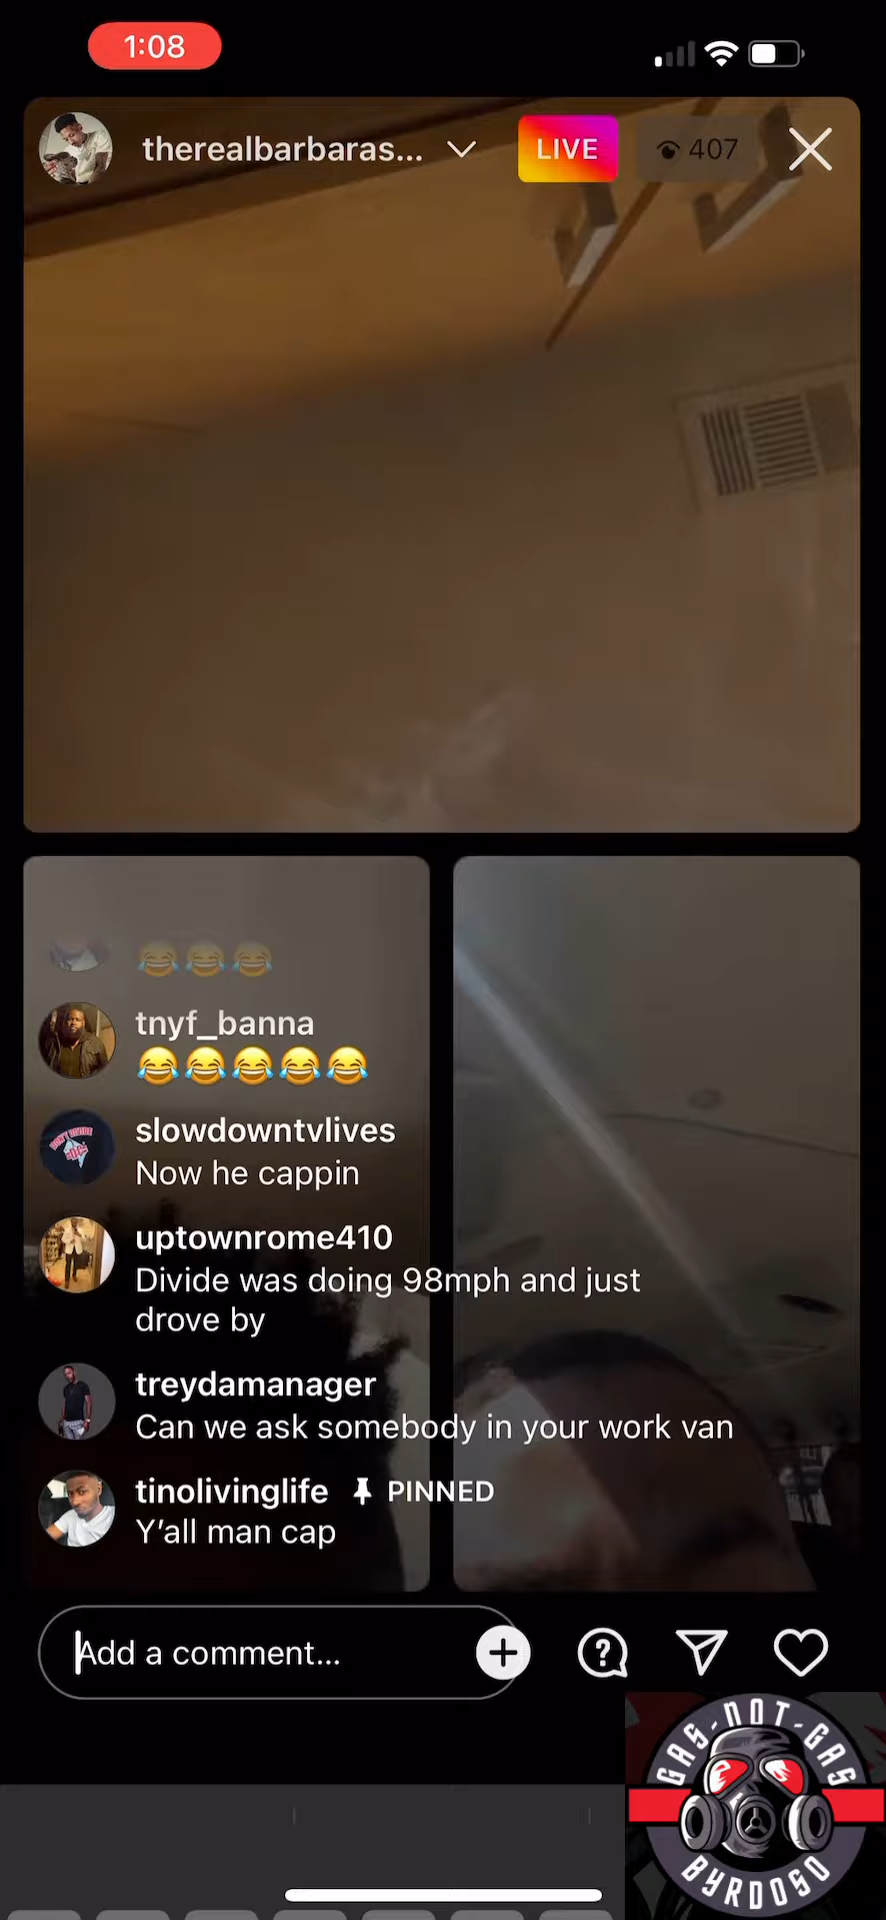 1:08
therealbarbaras...
LIVE
407
😂😂😂
tnyf_banna
😂😂😂😂😂
slowdowntvlives
Now he cappin
uptownrome410
Divide was doing 98mph and just
drove by
treydamanager
Can we ask somebody in your work van
tinolivinglife PINNED
Y’all man cap
Add a comment...
GAS-NOT-GAS
BYRDOSO